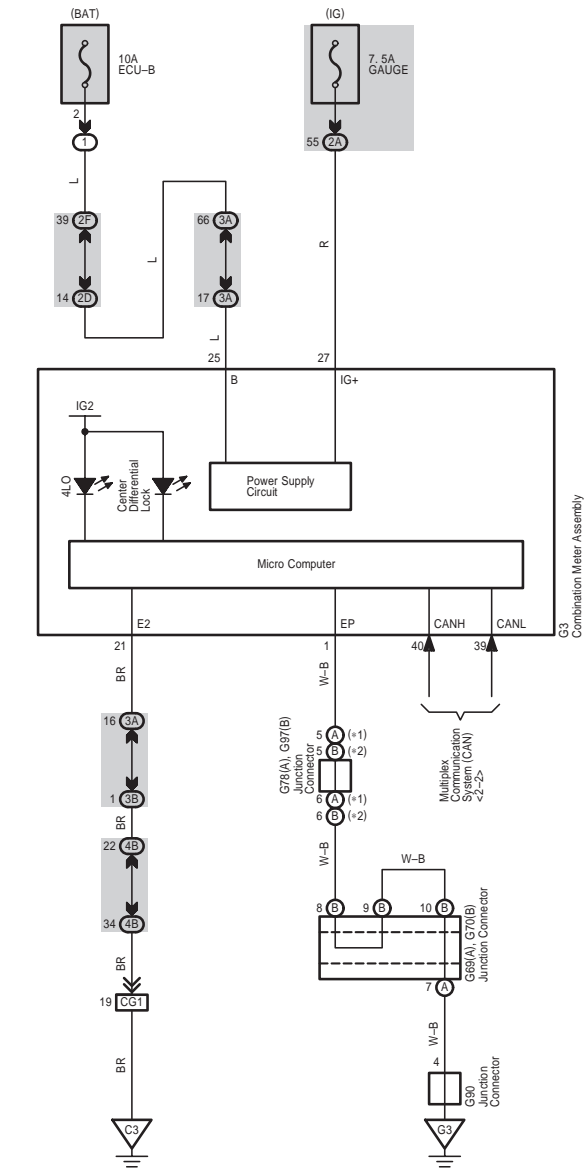 (BAT)
(IG)
10A
ECU–B
7. 5A
GAUGE
2
1
55
2A
L
39
2F
66
3A
L
R
14
2D
17
3A
L
25
27
B
IG+
IG2
4LO
Center
Differential
Lock
Power Supply
Circuit
Micro Computer
G3
Combination Meter Assembly
E2
EP
CANH
CANL
21
1
40
39
BR
W–B
16
3A
5
A
(*1)
5
B
(*2)
G78(A), G97(B)
Junction
Connector
Multiplex
Communication
System (CAN)
<2–2>
1
3B
6
A
(*1)
6
B
(*2)
BR
22
4B
W–B
W–B
34
4B
8
B
9
B
10
B
G69(A), G70(B)
Junction Connector
BR
7
A
19
CG1
W–B
BR
4
G90
Junction
Connector
C3
G3